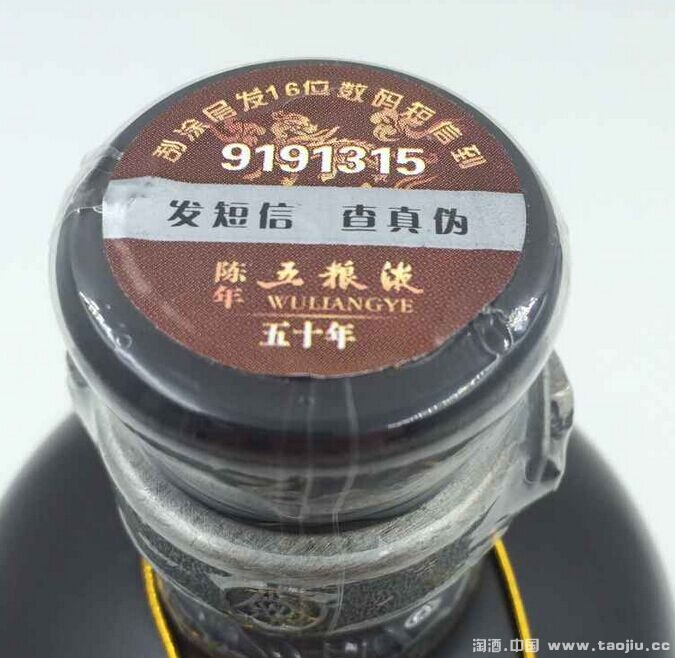 刮涂层发16位数码短信到
9191315
发短信 查真伪
陈年 五粮液
WULIANGYE
五十年
淘酒.中国 www.taojiu.cc